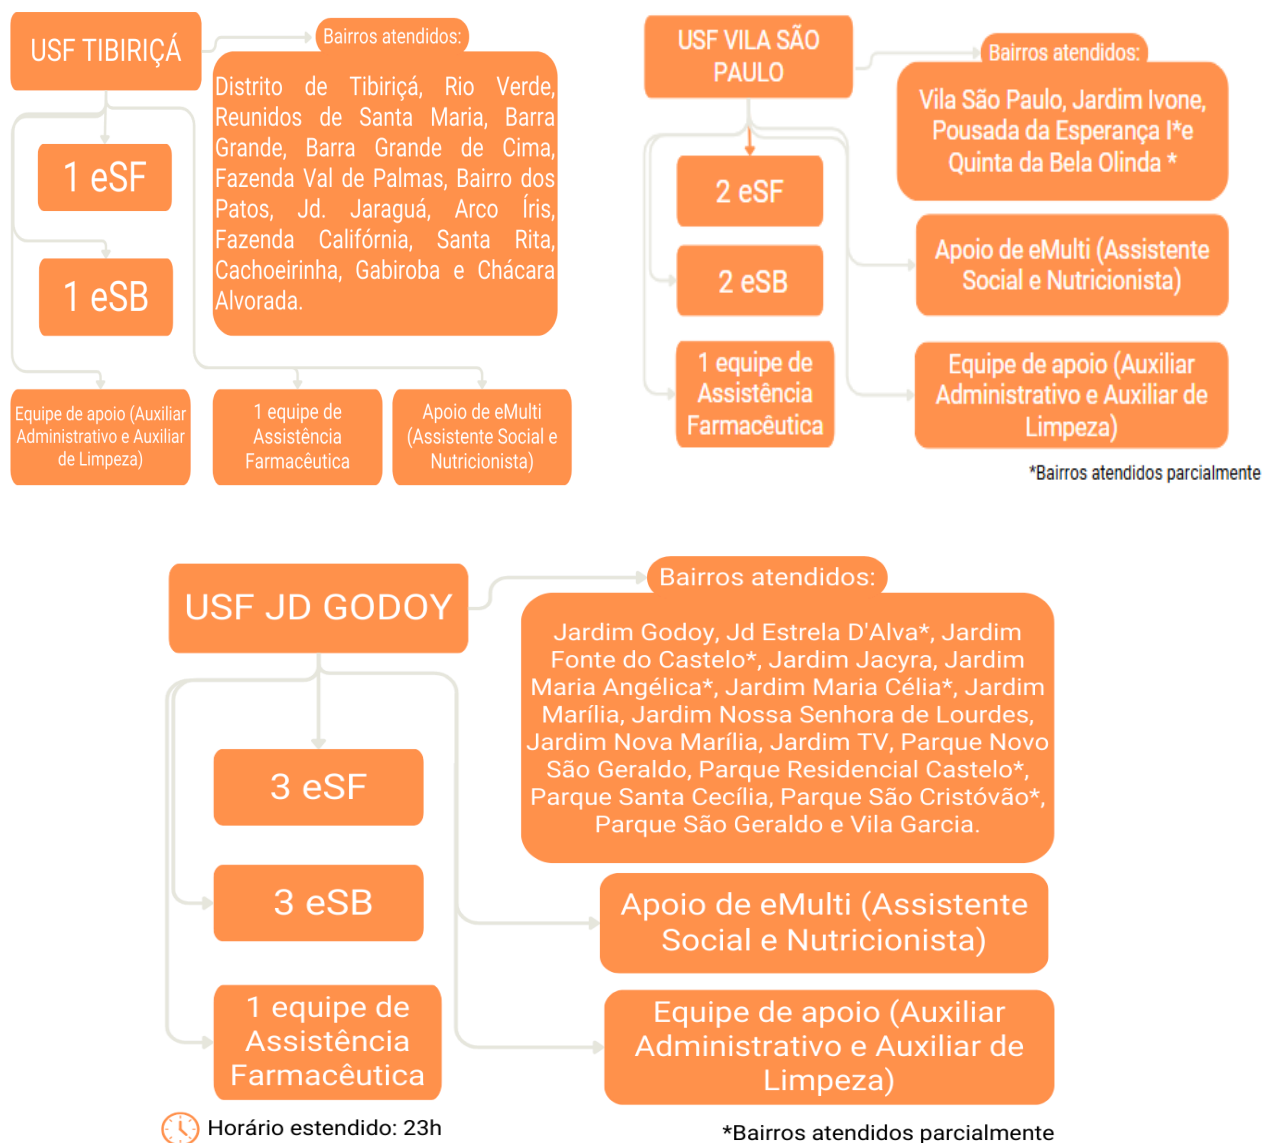 USF TIBIRIÇÁ
Bairros atendidos:
Distrito de Tibiriçá, Rio Verde,
Reunidos de Santa Maria, Barra
Grande, Barra Grande de Cima,
Fazenda Val de Palmas, Bairro dos
Patos, Jd. Jaraguá, Arco Íris,
Fazenda Califórnia, Santa Rita,
Cachoeirinha, Gabiroba e Chácara
Alvorada.
1 eSF
1 eSB
Equipe de apoio (Auxiliar
Administrativo e Auxiliar
de Limpeza)
1 equipe de
Assistência
Farmacêutica
Apoio de eMulti
(Assistente Social e
Nutricionista)
USF VILA SÃO
PAULO
Bairros atendidos:
Vila São Paulo, Jardim Ivone,
Pousada da Esperança I*e
Quinta da Bela Olinda *
2 eSF
2 eSB
1 equipe de
Assistência
Farmacêutica
Apoio de eMulti (Assistente
Social e Nutricionista)
Equipe de apoio (Auxiliar
Administrativo e Auxiliar de
Limpeza)
*Bairros atendidos parcialmente
USF JD GODOY
Bairros atendidos:
Jardim Godoy, Jd Estrela D'Alva*, Jardim
Fonte do Castelo*, Jardim Jacyra, Jardim
Maria Angélica*, Jardim Maria Célia*, Jardim
Marília, Jardim Nossa Senhora de Lourdes,
Jardim Nova Marília, Jardim TV, Parque Novo
São Geraldo, Parque Residencial Castelo*,
Parque Santa Cecília, Parque São Cristóvão*,
Parque São Geraldo e Vila Garcia.
3 eSF
3 eSB
1 equipe de
Assistência
Farmacêutica
Apoio de eMulti (Assistente
Social e Nutricionista)
Equipe de apoio (Auxiliar
Administrativo e Auxiliar de
Limpeza)
Horário estendido: 23h
*Bairros atendidos parcialmente